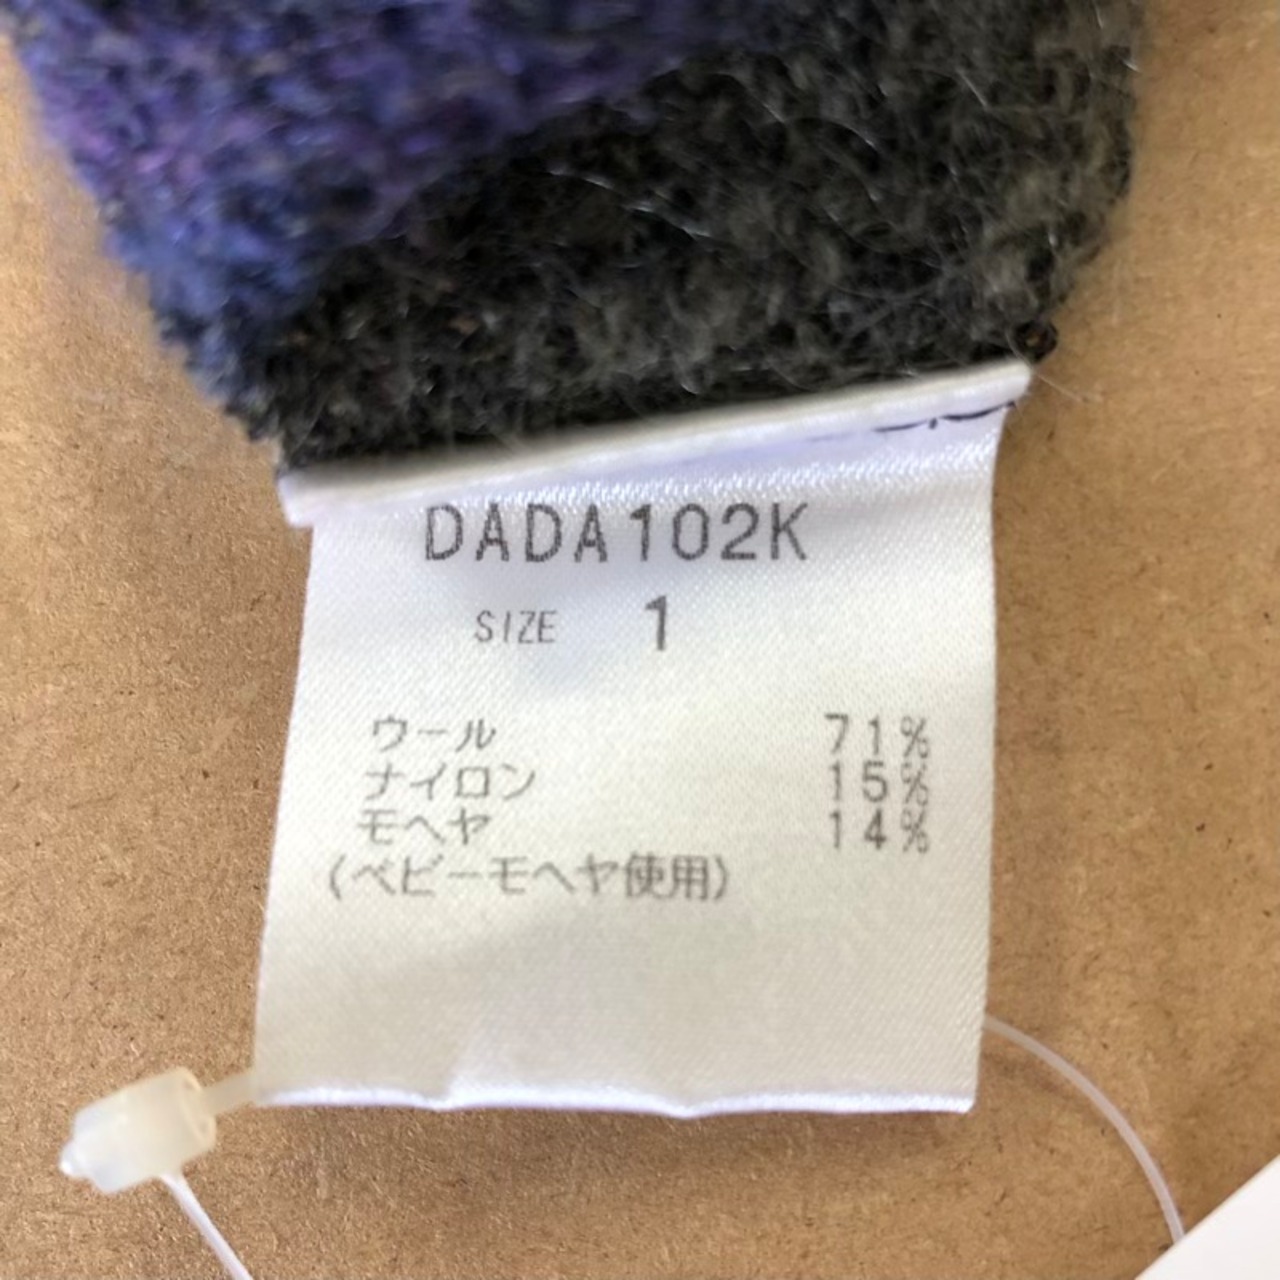 DADA102K
SIZE 1
ウール 71%
ナイロン 15%
モヘヤ 14%
(ベビーモヘヤ使用)